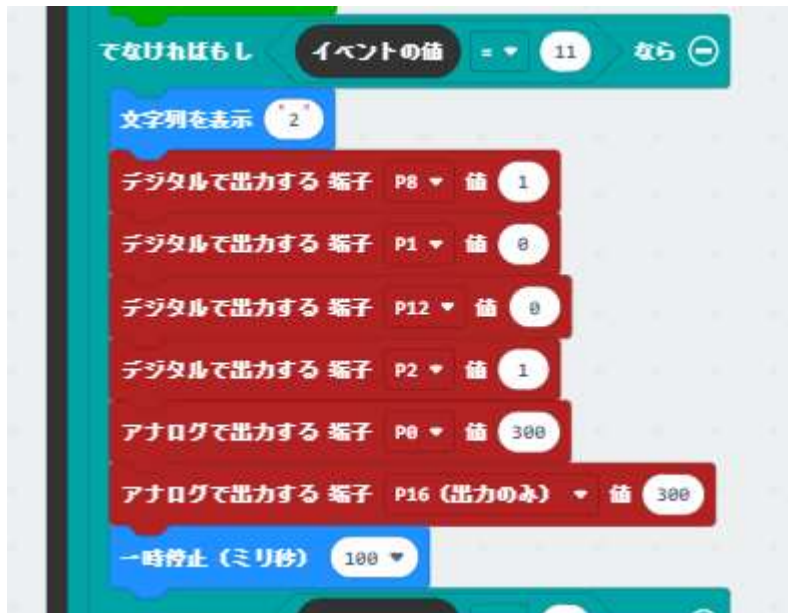 でなければもし イベントの値 = 11 なら
文字列を表示 "2"
デジタルで出力する 端子 P8 値 1
デジタルで出力する 端子 P1 値 0
デジタルで出力する 端子 P12 値 0
デジタルで出力する 端子 P2 値 1
アナログで出力する 端子 P0 値 300
アナログで出力する 端子 P16（出力のみ） 値 300
一時停止（ミリ秒） 100